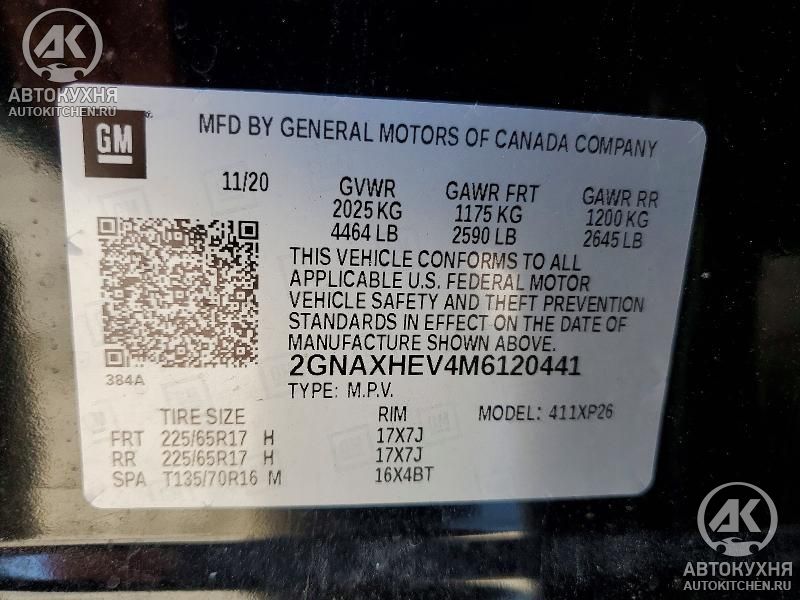 AK
АВТОКУХНЯ
AUTOKITCHEN.RU
GM
MFD BY GENERAL MOTORS OF CANADA COMPANY
11/20 GVWR GAWR FRT GAWR RR
2025 KG 1175 KG 1200 KG
4464 LB 2590 LB 2645 LB
THIS VEHICLE CONFORMS TO ALL
APPLICABLE U.S. FEDERAL MOTOR
VEHICLE SAFETY AND THEFT PREVENTION
STANDARDS IN EFFECT ON THE DATE OF
MANUFACTURE SHOWN ABOVE.
2GNAXHEV4M6120441
384A
TYPE: M.P.V.
TIRE SIZE RIM MODEL: 411XP26
FRT 225/65R17 H 17X7J
RR 225/65R17 H 17X7J
SPA T135/70R16 M 16X4BT
AK
АВТОКУХНЯ
AUTOKITCHEN.RU